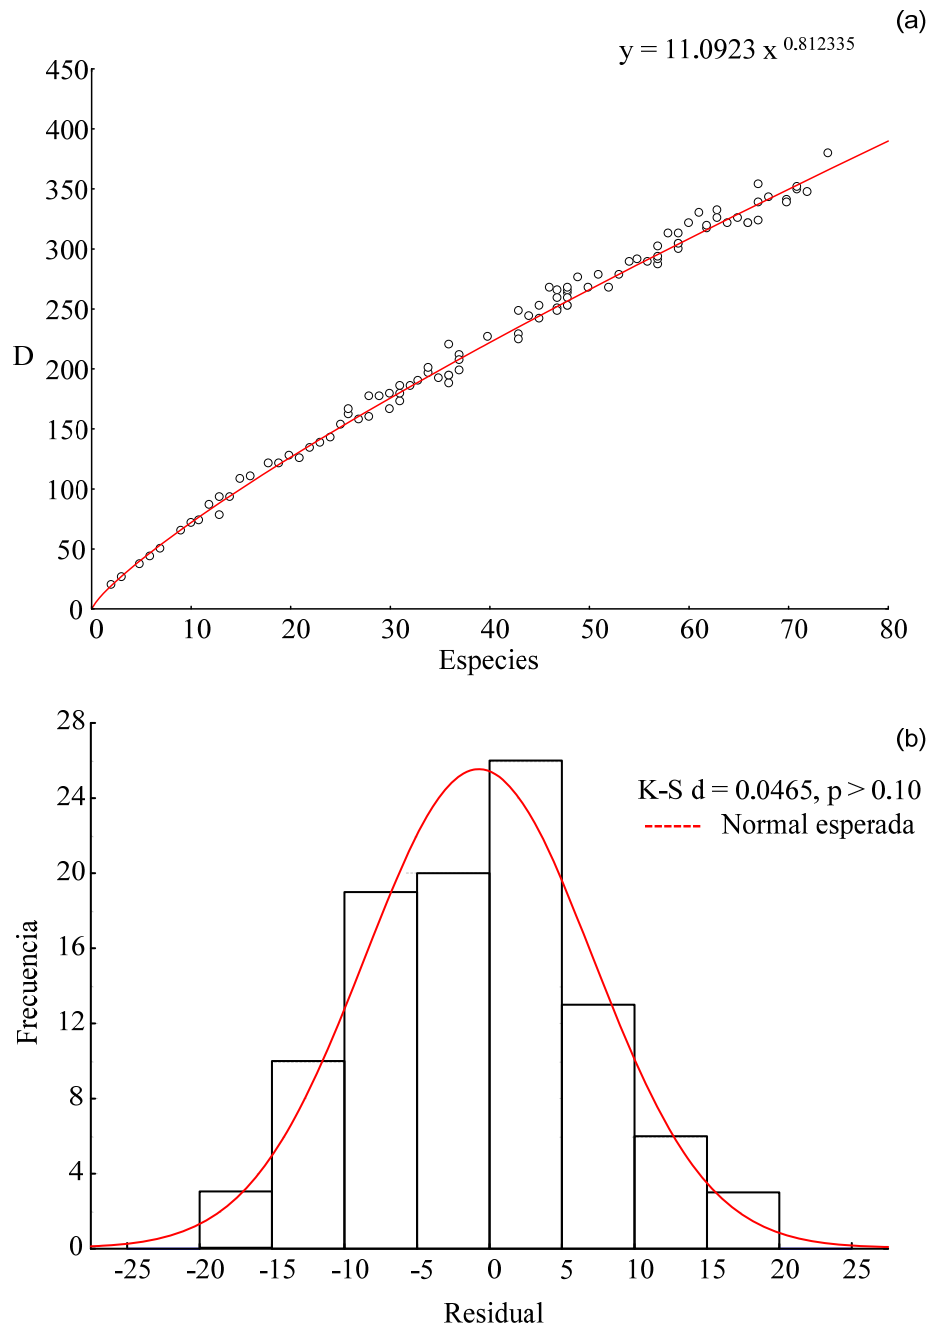 (a)
y = 11.0923 x^0.812335
450
400
350
300
250
D
200
150
100
50
0
0 10 20 30 40 50 60 70 80
Especies
28
(b)
K-S d = 0.0465, p > 0.10
24
Normal esperada
20
Frecuencia
16
12
8
4
0
-25 -20 -15 -10 -5 0 5 10 15 20 25
Residual